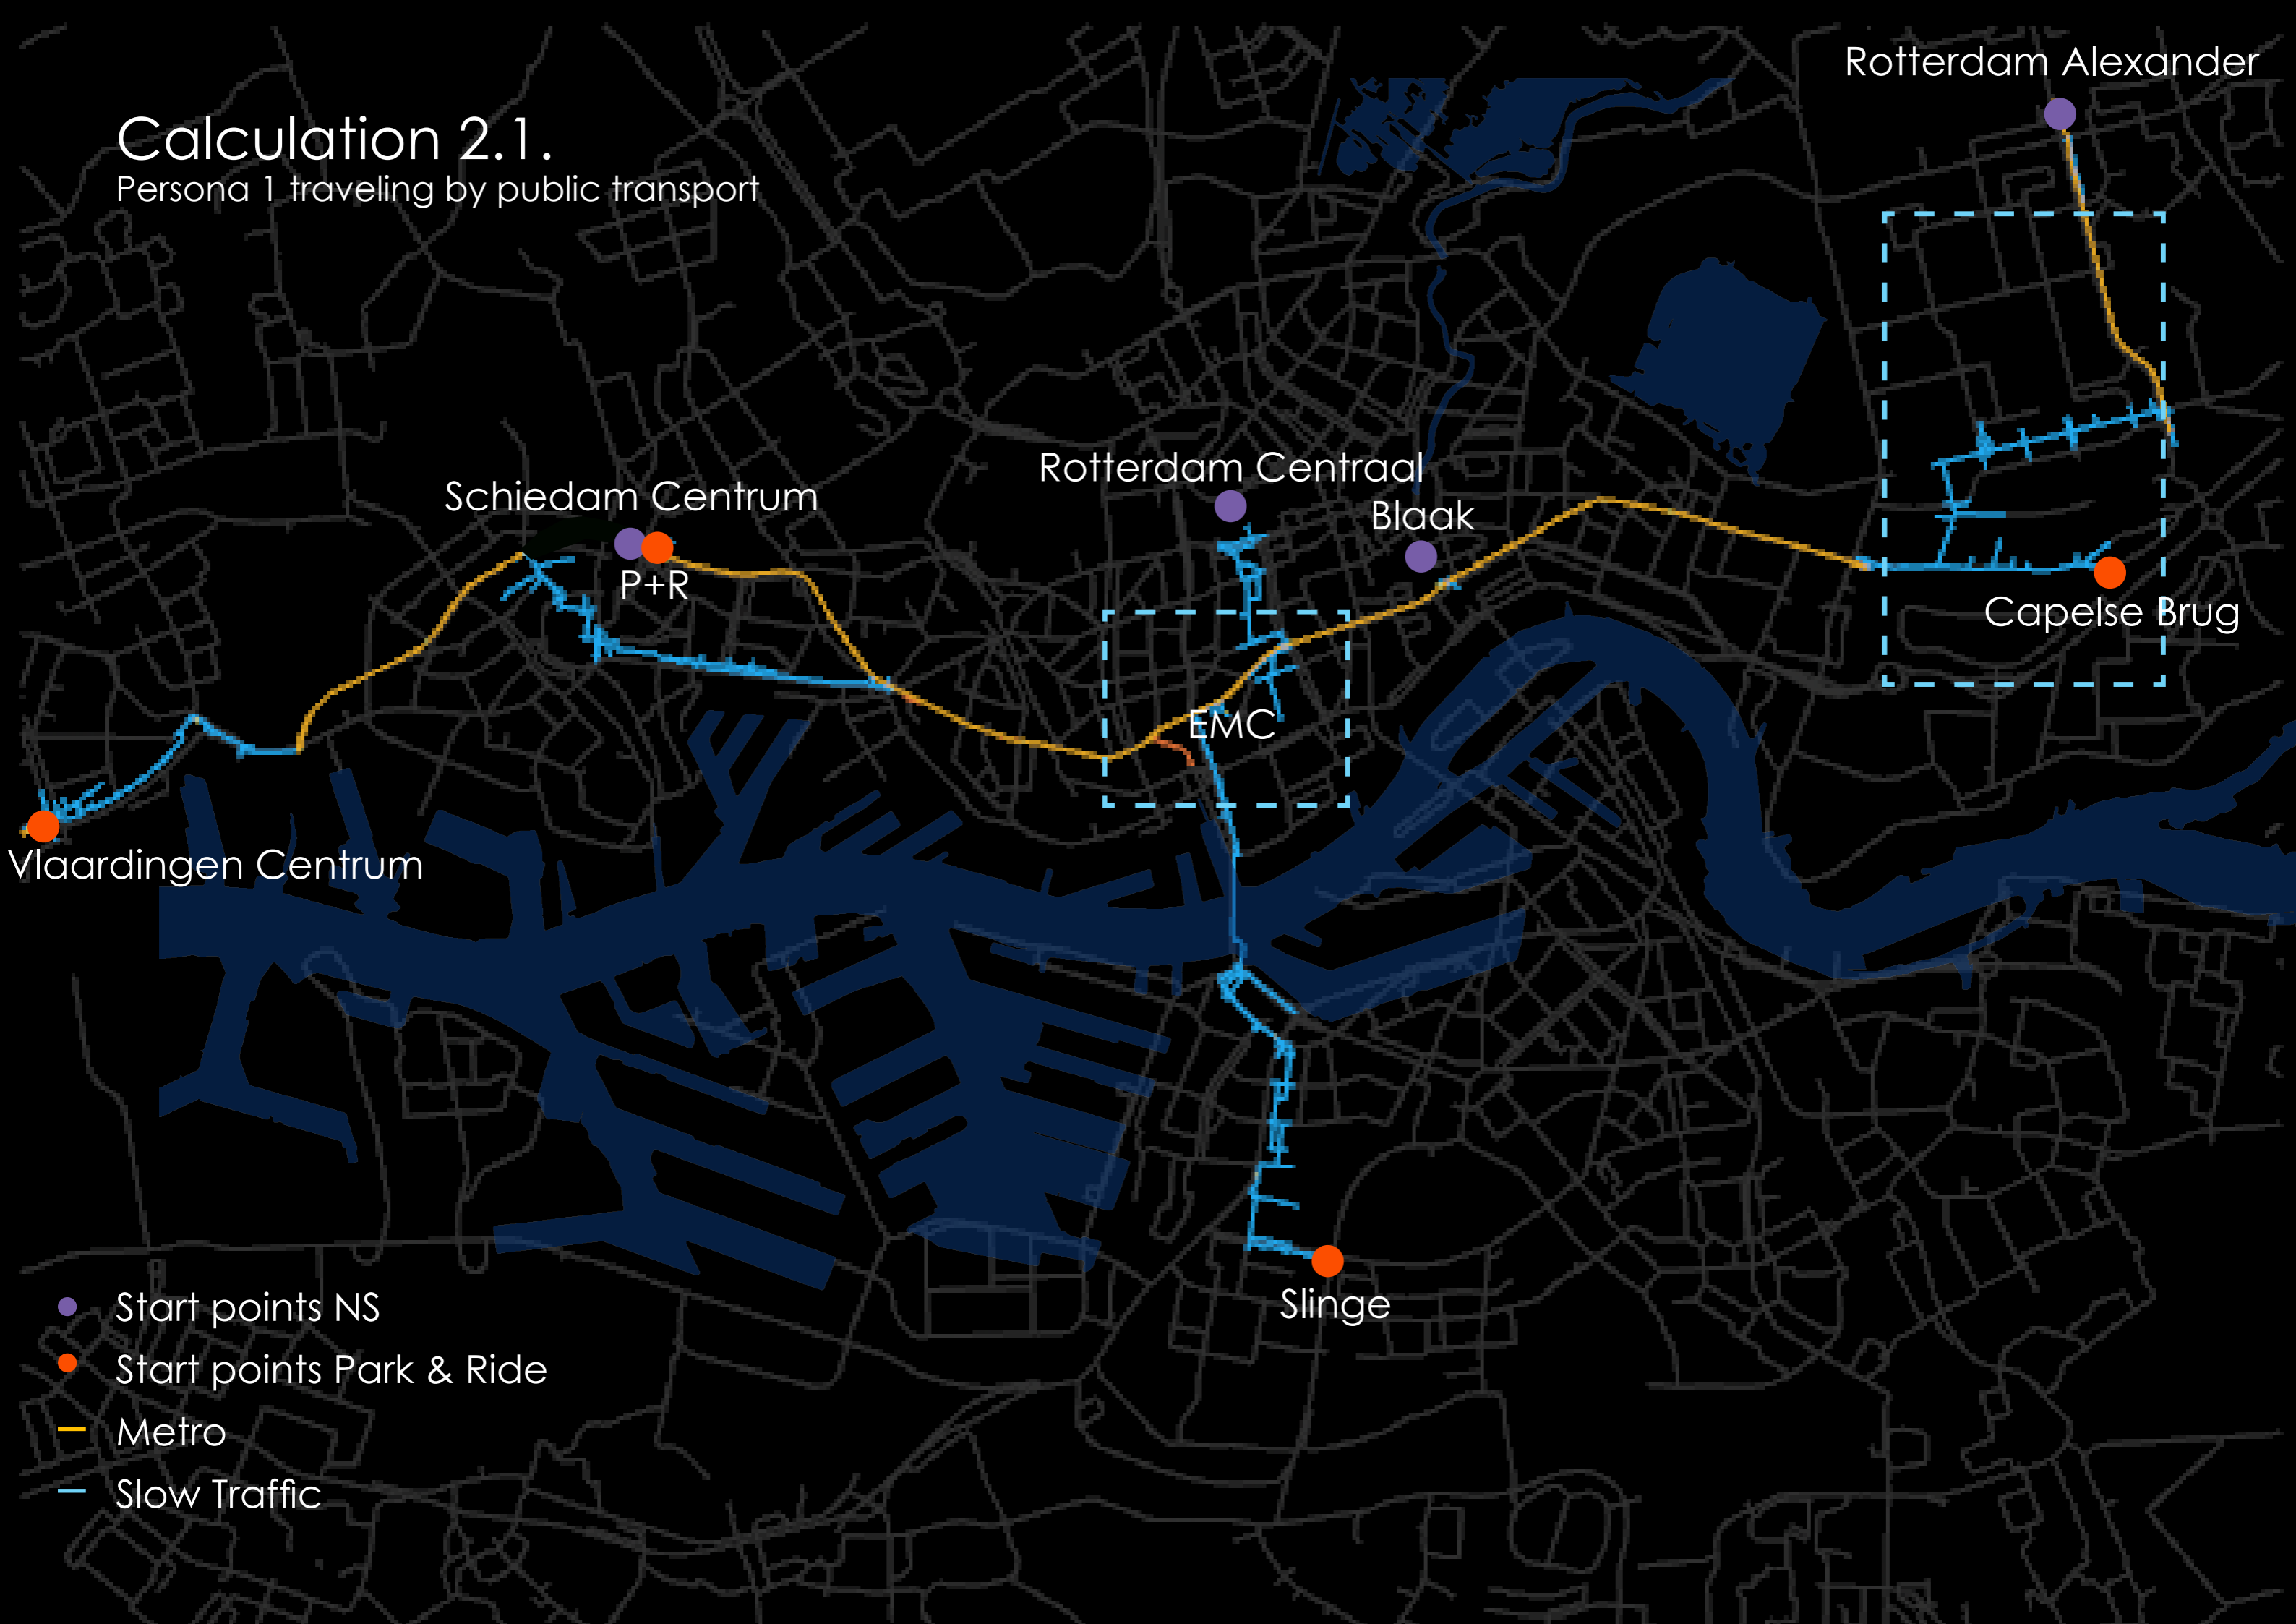 Rotterdam Alexander
Calculation 2.1.
Persona 1 traveling by public transport
Rotterdam Centraal
Schiedam Centrum
Blaak
P+R
Capelse Brug
EMC
Vlaardingen Centrum
Slinge
Start points NS
Start points Park & Ride
Metro
Slow Traffic